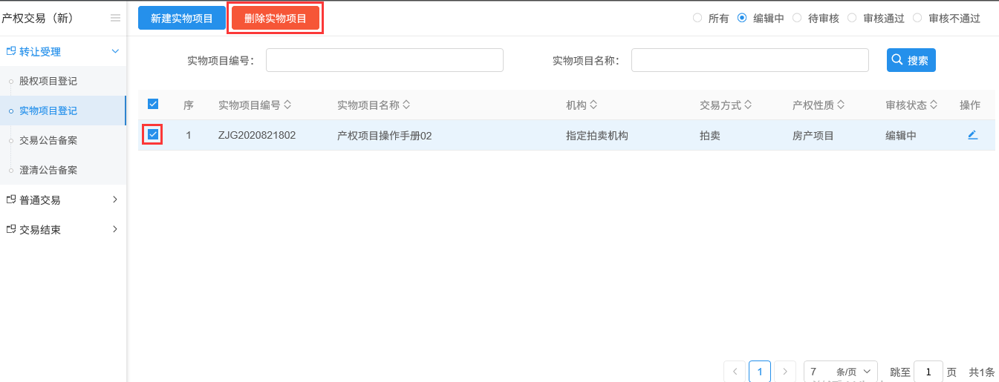 产权交易（新）
新建实物项目
删除实物项目
所有
编辑中
待审核
审核通过
审核不通过
转让受理
股权项目登记
实物项目登记
交易公告备案
澄清公告备案
普通交易
交易结束
实物项目编号：
实物项目名称：
搜索
序 实物项目编号 实物项目名称 机构 交易方式 产权性质 审核状态 操作
1 ZJG2020821802 产权项目操作手册02 指定拍卖机构 拍卖 房产项目 编辑中
1 7 条/页 跳至 1 页 共1条